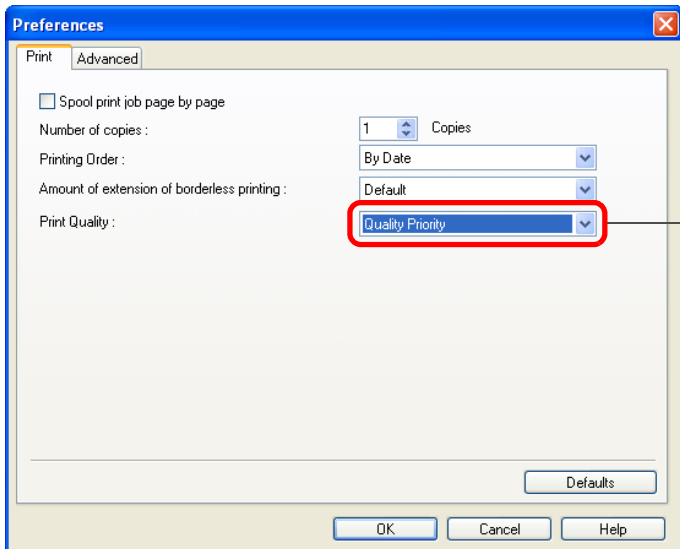 Preferences
Print Advanced
Spool print job page by page
Number of copies : 1 Copies
Printing Order : By Date
Amount of extension of borderless printing : Default
Print Quality : Quality Priority
Defaults
OK Cancel Help